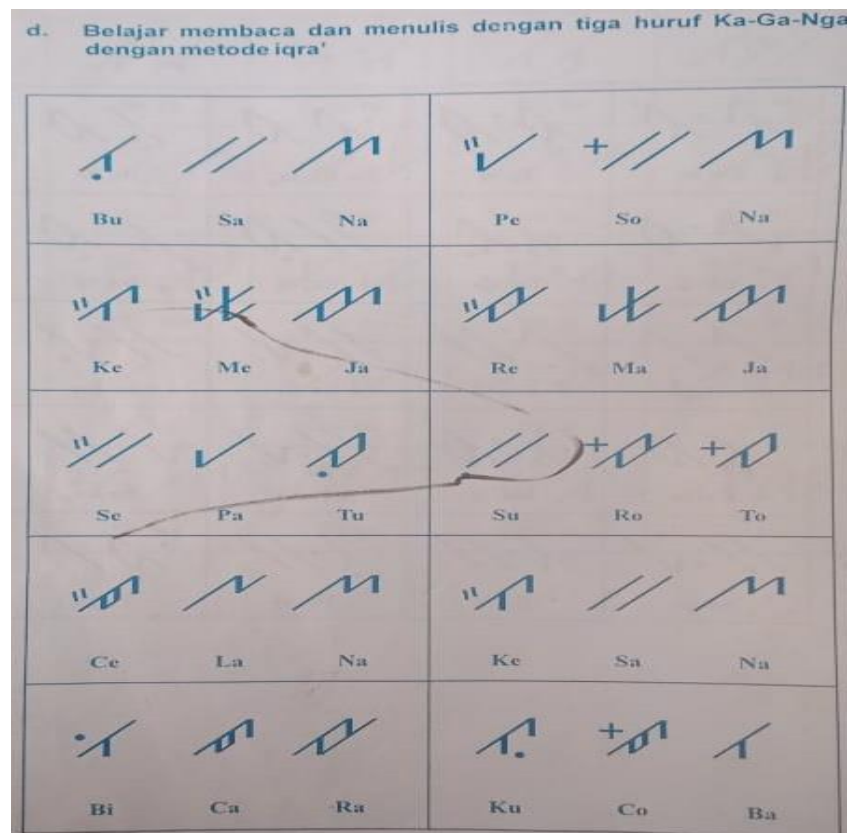 d. Belajar membaca dan menulis dengan tiga huruf Ka-Ga-Nga
dengan metode iqra'
ꤷꥈ ꤼ ꤵ ꤶꥉ ꤼꥋ ꤵ
Bu Sa Na Pe So Na
ꤰꥉ ꤸꥉ ꤺ ꤽꥉ ꤸ ꤺ
Ke Me Ja Re Ma Ja
ꤼꥉ ꤶ ꤳꥈ ꤼ ꤽꥋ ꤳꥋ
Se Pa Tu Su Ro To
ꤹꥉ ꤾ ꤵ ꤰꥉ ꤼ ꤵ
Ce La Na Ke Sa Na
ꤷꥇ ꤹ ꤽ ꤰꥈ ꤹꥋ ꤷ
Bi Ca Ra Ku Co Ba